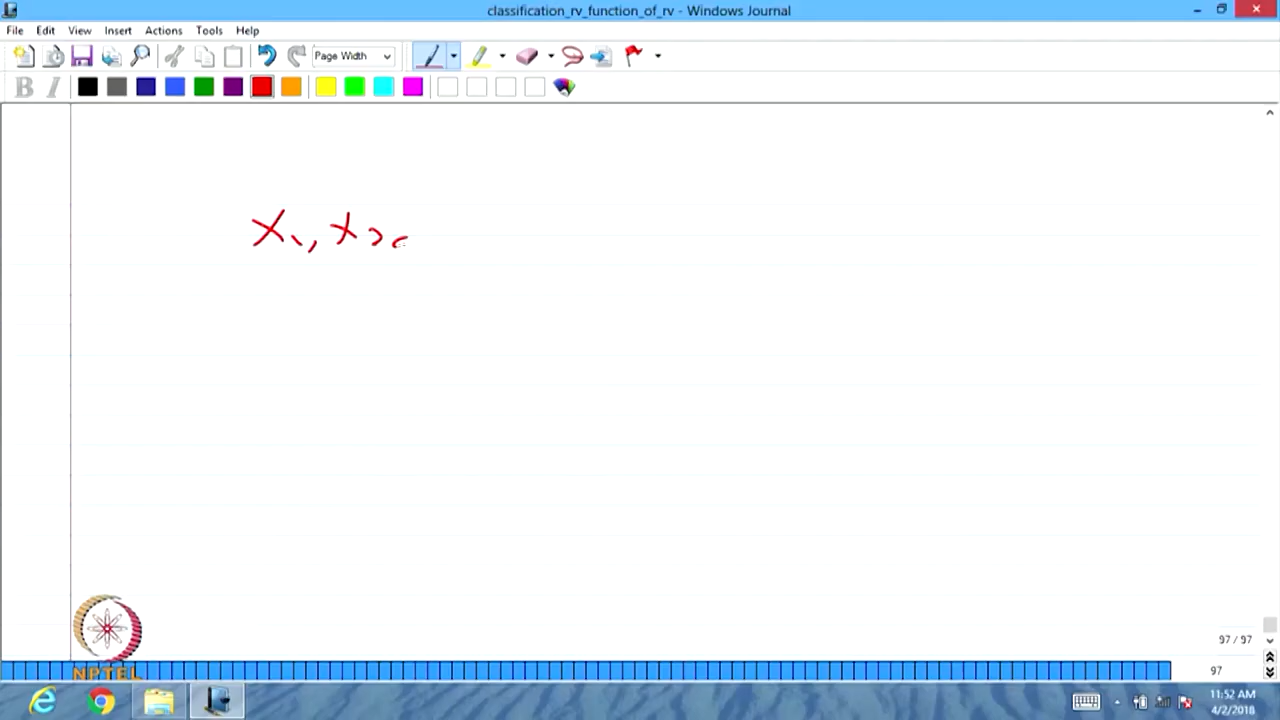 classification_rv_function_of_rv - Windows Journal
File Edit View Insert Actions Tools Help
Page Width
B I
X₁, X₂
97 / 97
97
NPTEL
11:52 AM
4/2/2018